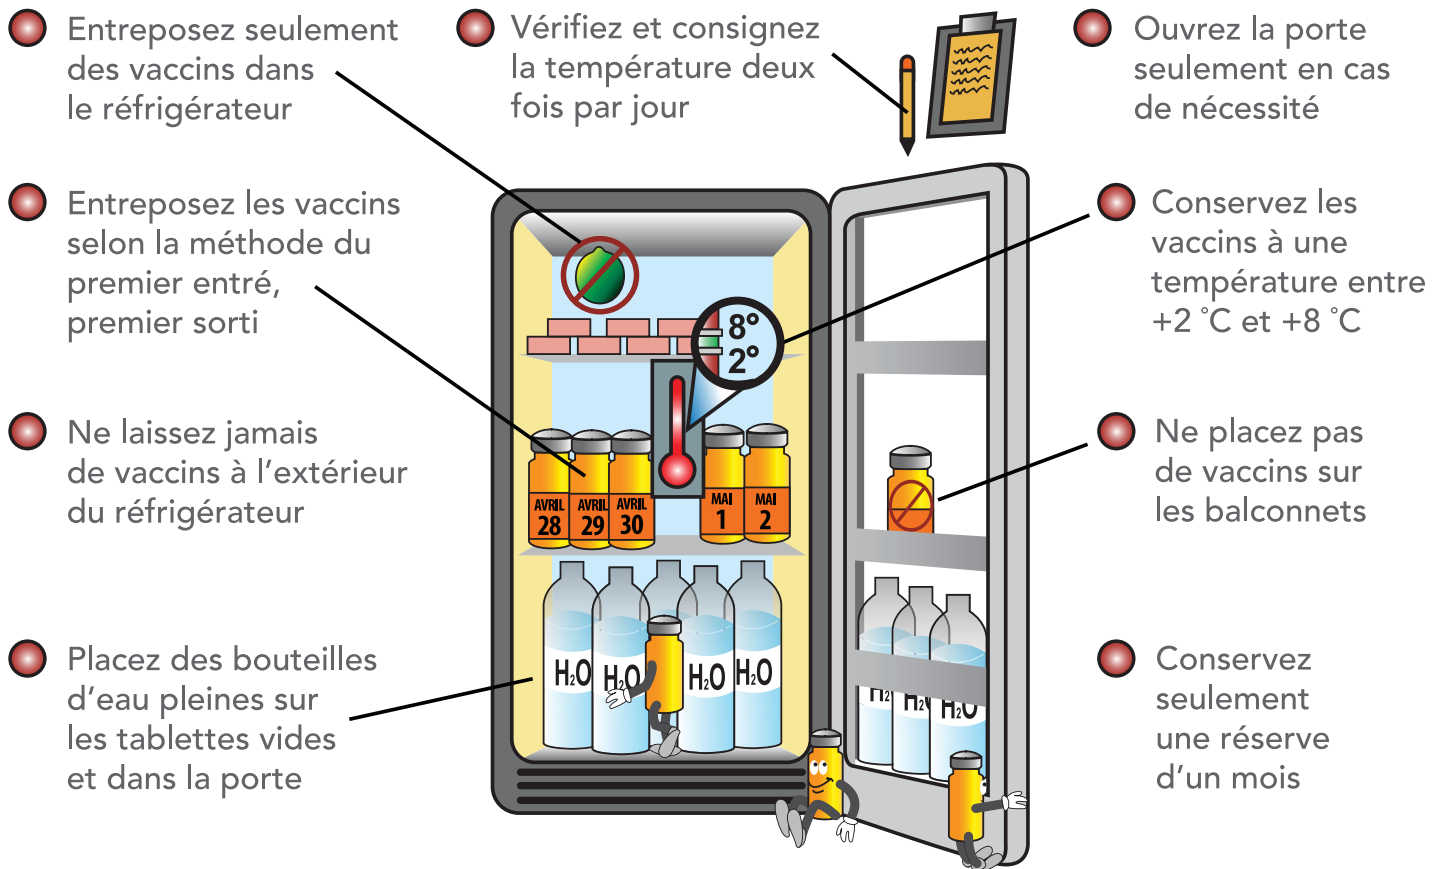 Entreposez seulement
des vaccins dans
le réfrigérateur
Vérifiez et consignez
la température deux
fois par jour
Ouvrez la porte
seulement en cas
de nécessité
Entreposez les vaccins
selon la méthode du
premier entré,
premier sorti
Conservez les
vaccins à une
température entre
+2 ˚C et +8 ˚C
8°
2°
Ne laissez jamais
de vaccins à l'extérieur
du réfrigérateur
Ne placez pas
de vaccins sur
les balconnets
AVRIL
28
AVRIL
29
AVRIL
30
MAI
1
MAI
2
Placez des bouteilles
d'eau pleines sur
les tablettes vides
et dans la porte
H₂O
H₂O
H₂O
H₂O
H₂O
H₂O
H₂O
Conservez
seulement
une réserve
d'un mois